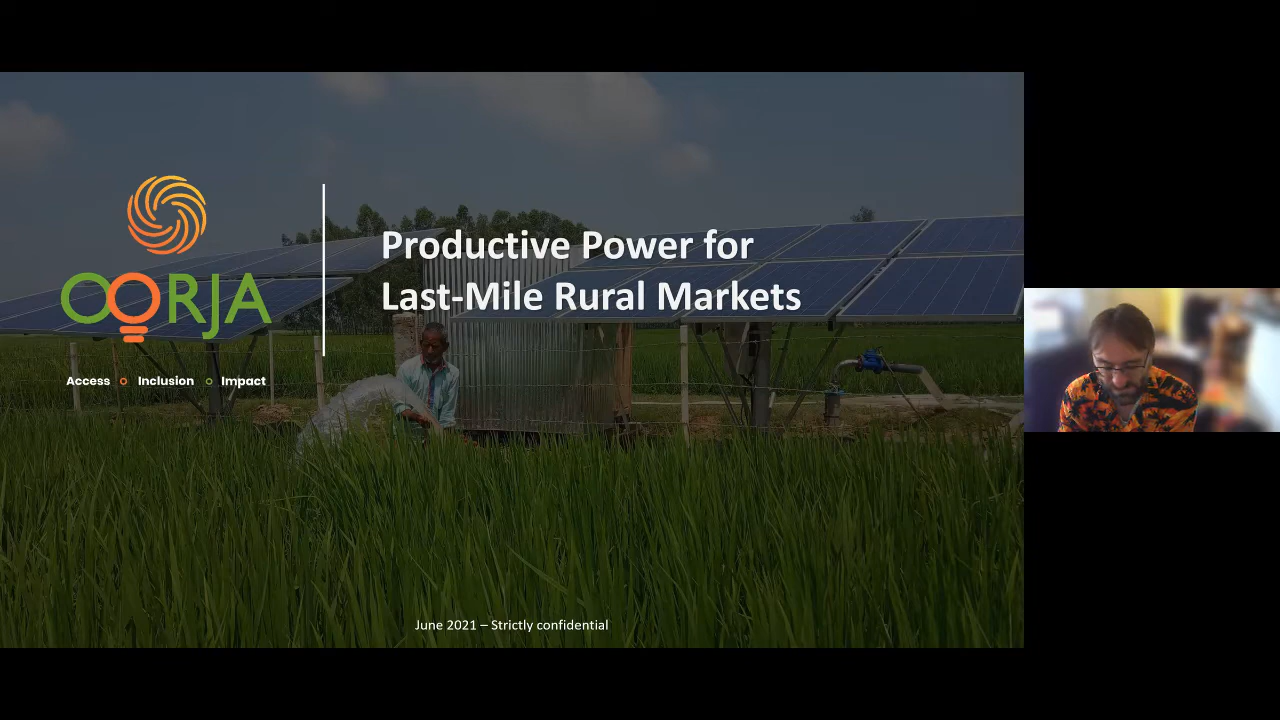 OORJA
Access o Inclusion o Impact
Productive Power for
Last-Mile Rural Markets
June 2021 – Strictly confidential